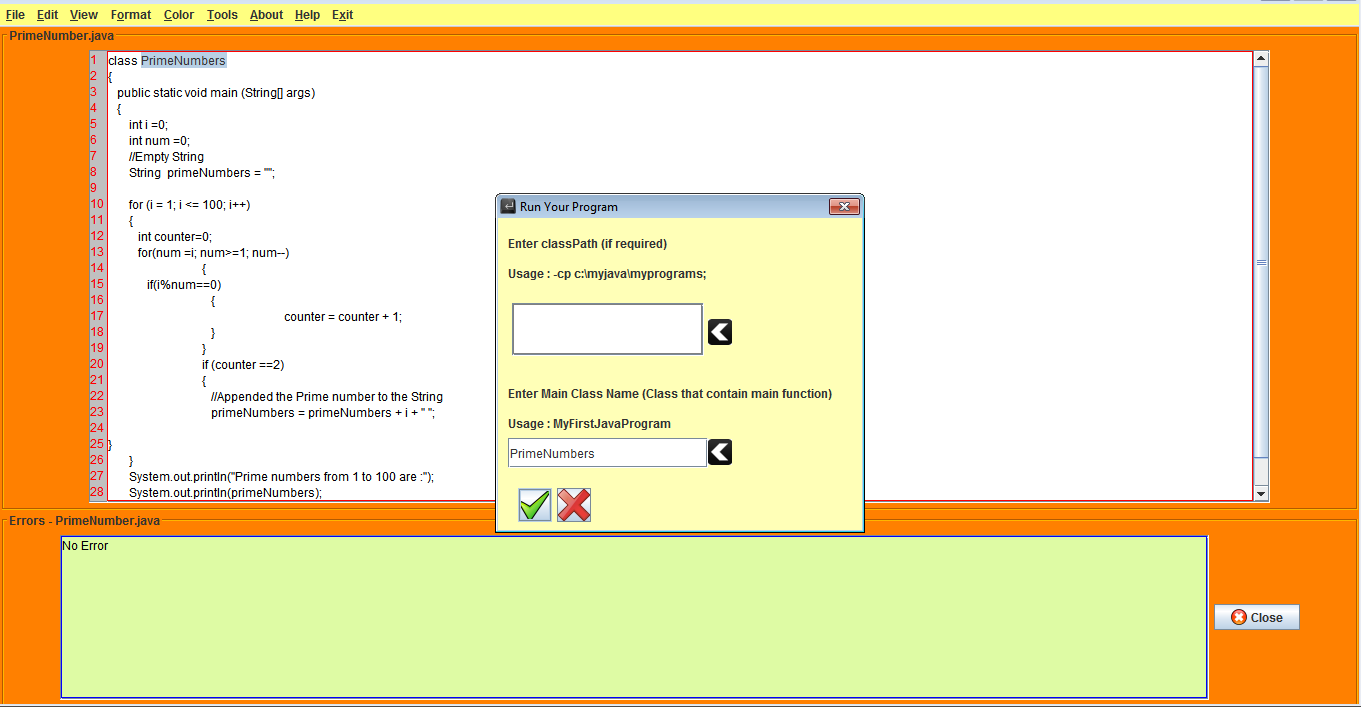 File Edit View Format Color Tools About Help Exit
PrimeNumber.java
1 class PrimeNumbers
2 {
3 public static void main (String[] args)
4 {
5 int i =0;
6 int num =0;
7 //Empty String
8 String  primeNumbers = "";
9
10 for (i = 1; i <= 100; i++)
11 {
12 int counter=0;
13 for(num =i; num>=1; num--)
14 {
15 if(i%num==0)
16 {
17 counter = counter + 1;
18 }
19 }
20 if (counter ==2)
21 {
22 //Appended the Prime number to the String
23 primeNumbers = primeNumbers + i + " ";
24
25 }
26 }
27 System.out.println("Prime numbers from 1 to 100 are :");
28 System.out.println(primeNumbers);
Run Your Program
Enter classPath (if required)
Usage : -cp c:\myjava\myprograms;
Enter Main Class Name (Class that contain main function)
Usage : MyFirstJavaProgram
PrimeNumbers
Errors - PrimeNumber.java
No Error
Close